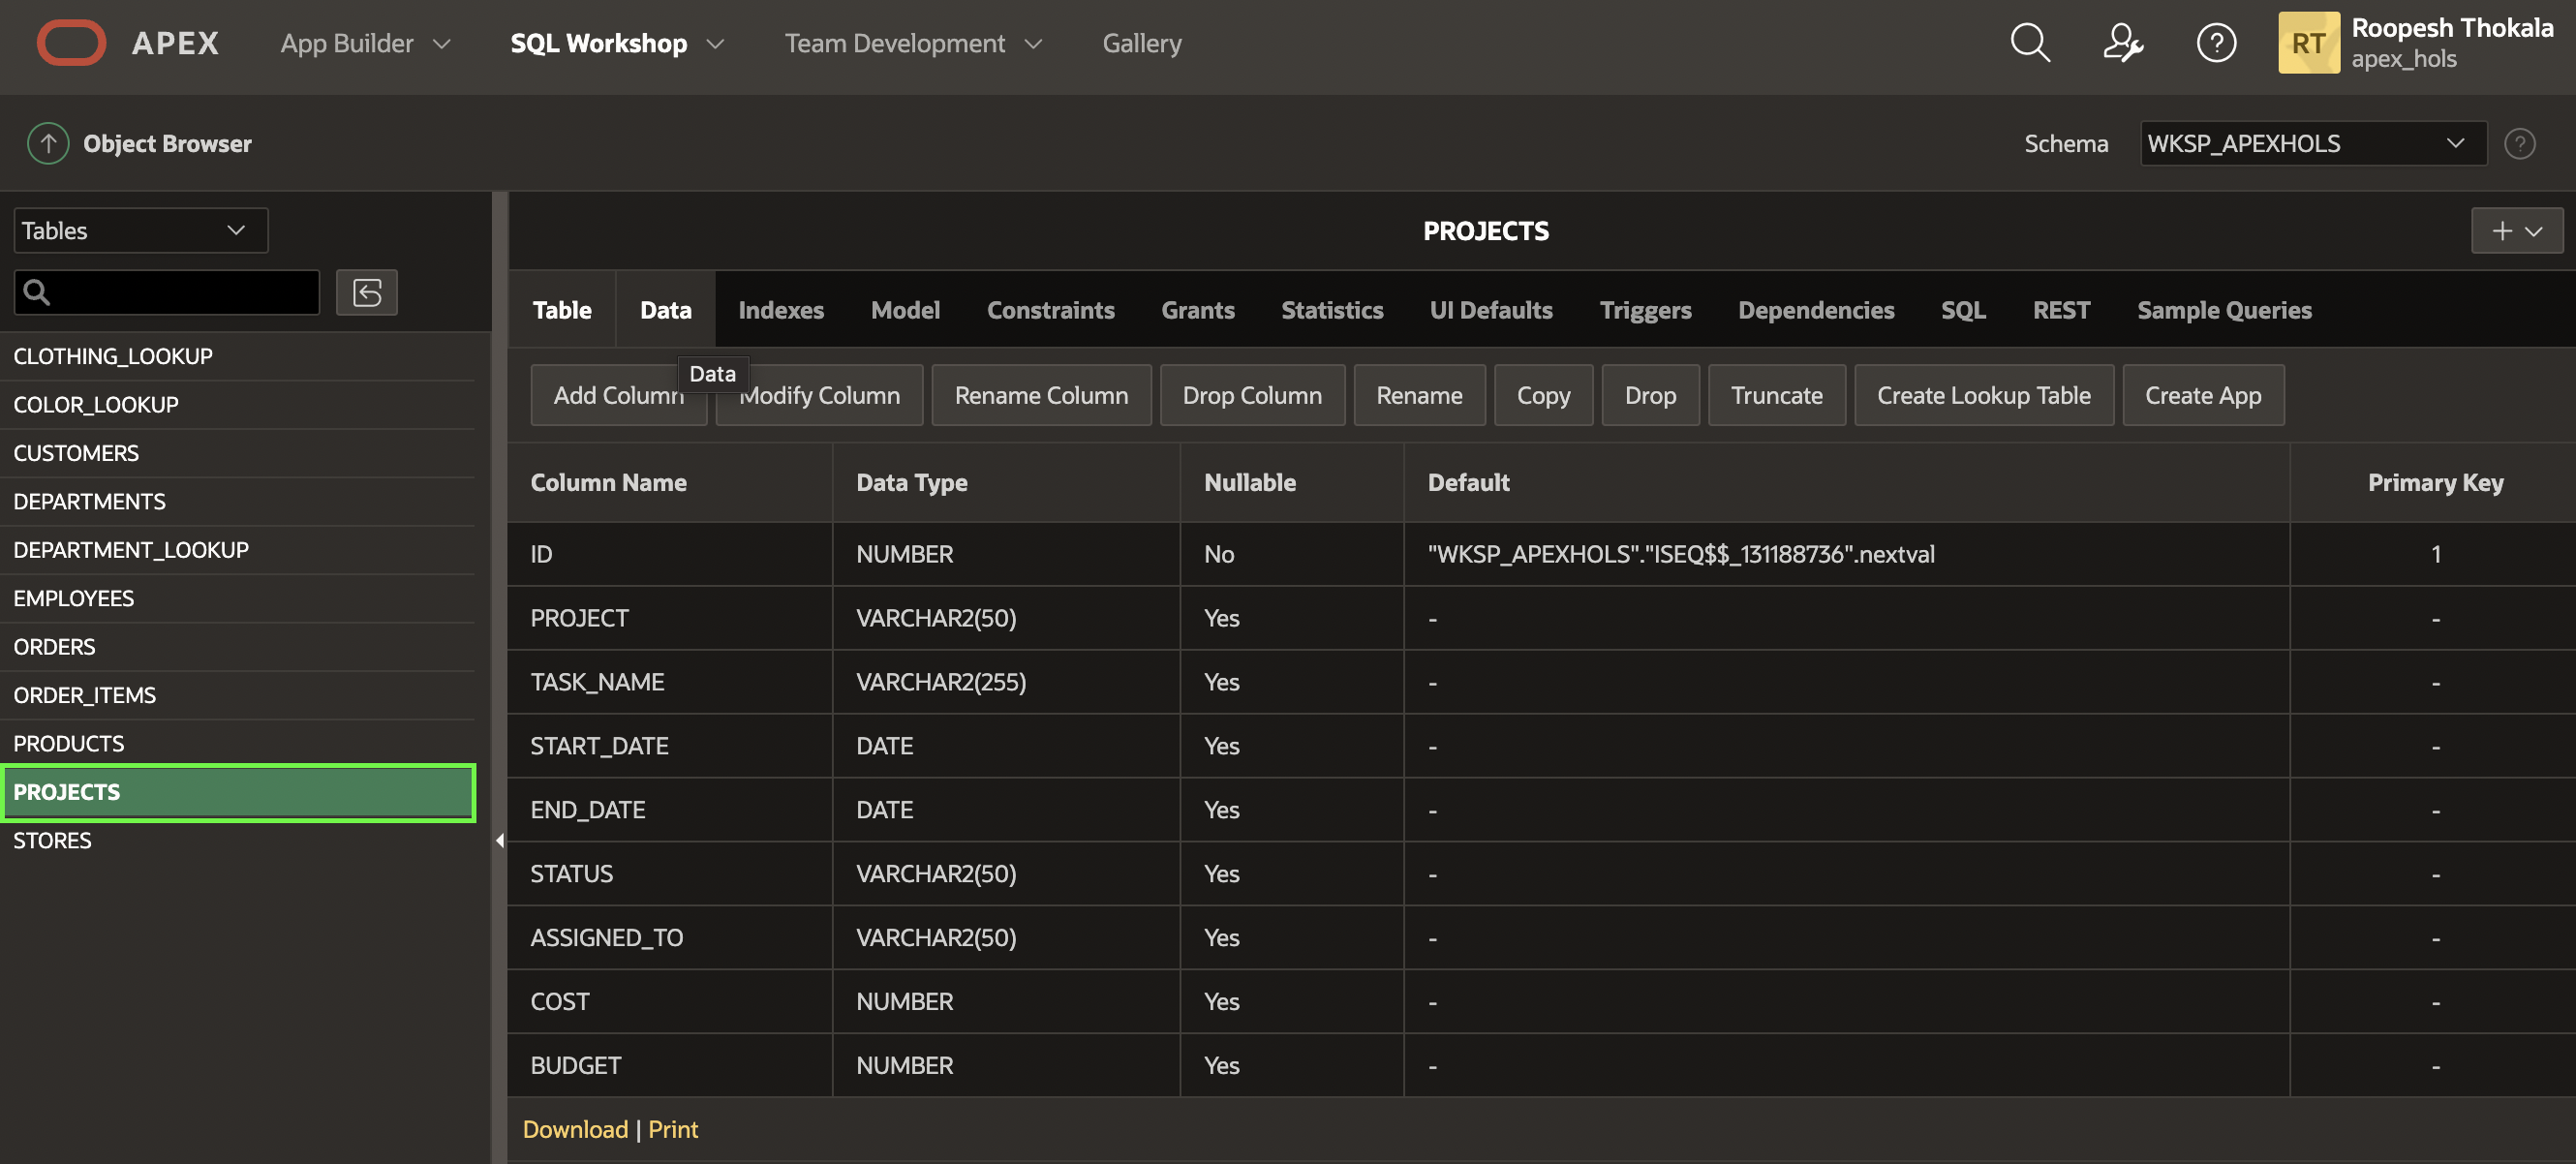 APEX App Builder SQL Workshop Team Development Gallery ? RT Roopesh Thokala
apex_hols
Object Browser Schema WKSP_APEXHOLS ?
Tables
PROJECTS
Table Data Indexes Model Constraints Grants Statistics UI Defaults Triggers Dependencies SQL REST Sample Queries
Data
Add Column Modify Column Rename Column Drop Column Rename Copy Drop Truncate Create Lookup Table Create App
CLOTHING_LOOKUP
COLOR_LOOKUP
CUSTOMERS
DEPARTMENTS
DEPARTMENT_LOOKUP
EMPLOYEES
ORDERS
ORDER_ITEMS
PRODUCTS
PROJECTS
STORES
Column Name Data Type Nullable Default Primary Key
ID NUMBER No "WKSP_APEXHOLS"."ISEQ$$_131188736".nextval 1
PROJECT VARCHAR2(50) Yes - -
TASK_NAME VARCHAR2(255) Yes - -
START_DATE DATE Yes - -
END_DATE DATE Yes - -
STATUS VARCHAR2(50) Yes - -
ASSIGNED_TO VARCHAR2(50) Yes - -
COST NUMBER Yes - -
BUDGET NUMBER Yes - -
Download | Print